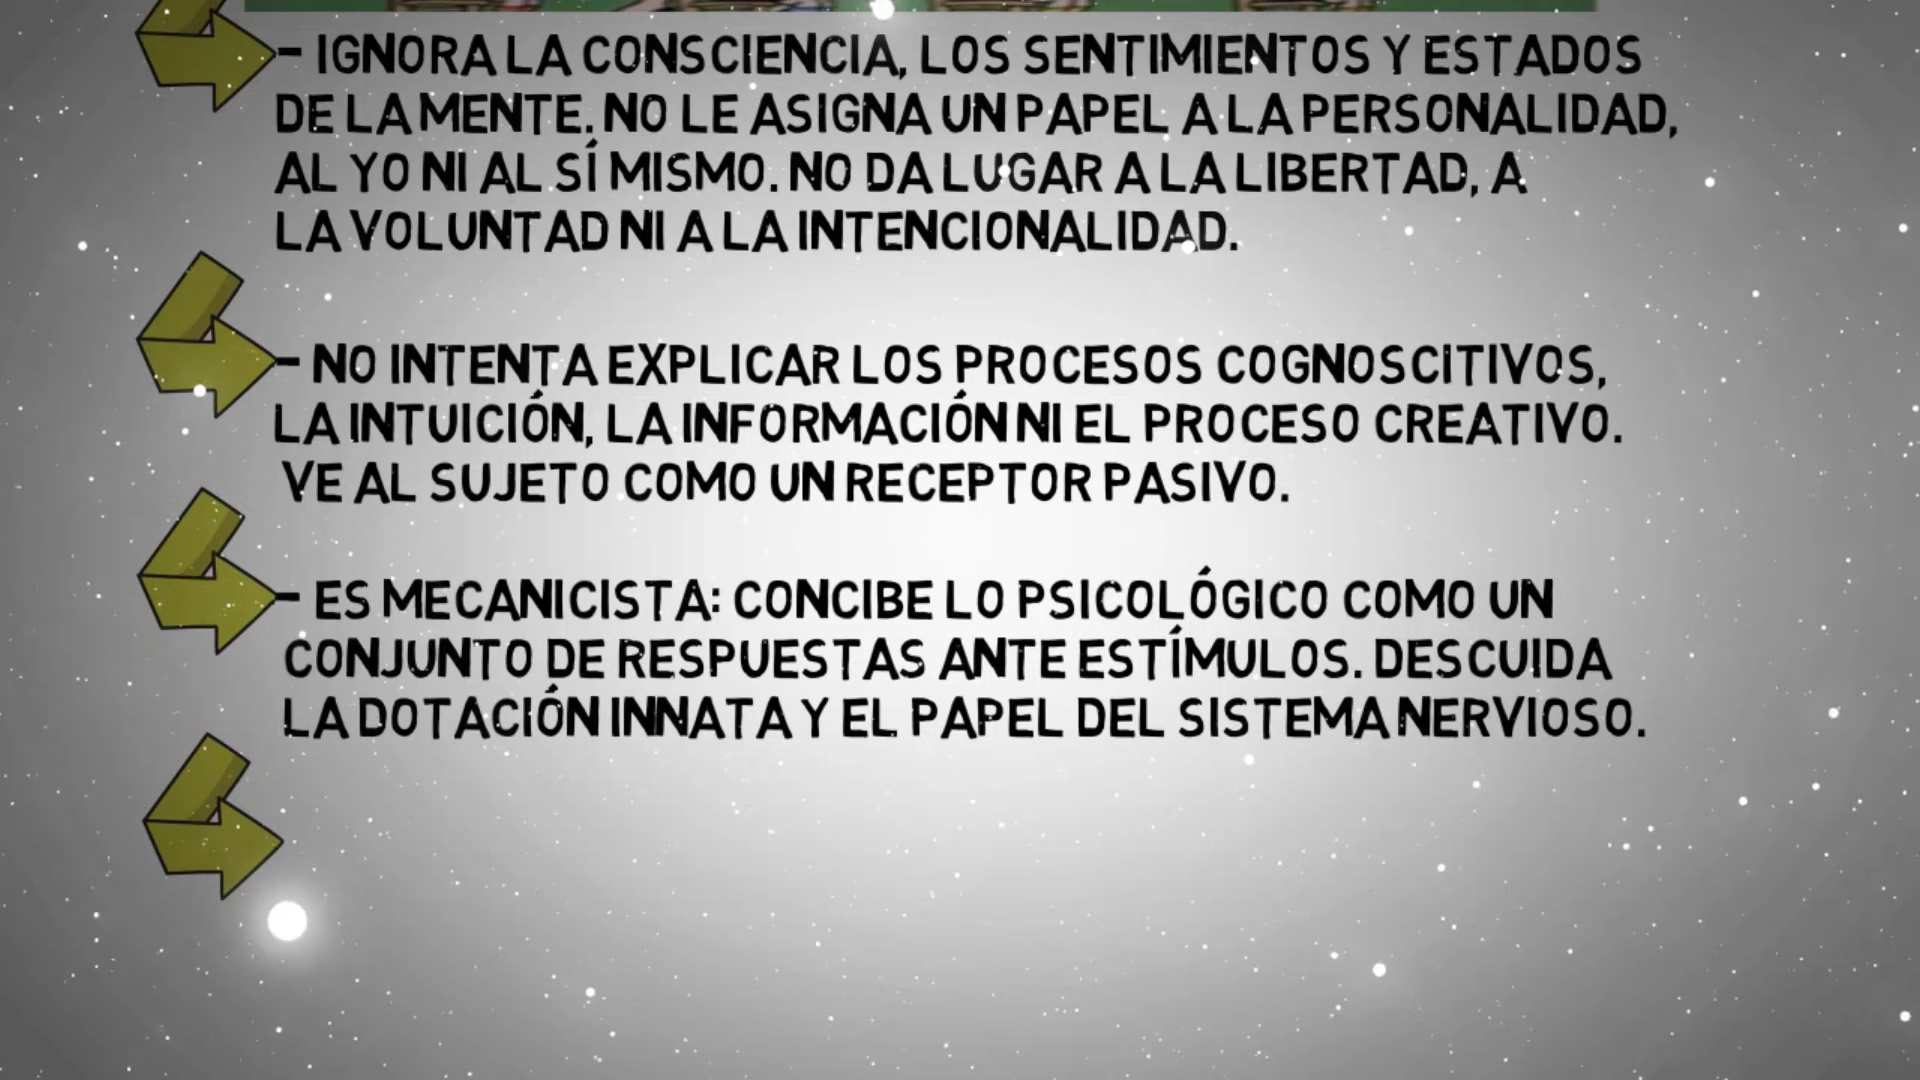 - IGNORA LA CONSCIENCIA, LOS SENTIMIENTOS Y ESTADOS
DE LA MENTE. NO LE ASIGNA UN PAPEL A LA PERSONALIDAD,
AL YO NI AL SÍ MISMO. NO DA LUGAR A LA LIBERTAD, A
LA VOLUNTAD NI A LA INTENCIONALIDAD.
- NO INTENTA EXPLICAR LOS PROCESOS COGNOSCITIVOS,
LA INTUICIÓN, LA INFORMACIÓN NI EL PROCESO CREATIVO.
VE AL SUJETO COMO UN RECEPTOR PASIVO.
- ES MECANICISTA: CONCIBE LO PSICOLÓGICO COMO UN
CONJUNTO DE RESPUESTAS ANTE ESTÍMULOS. DESCUIDA
LA DOTACIÓN INNATA Y EL PAPEL DEL SISTEMA NERVIOSO.